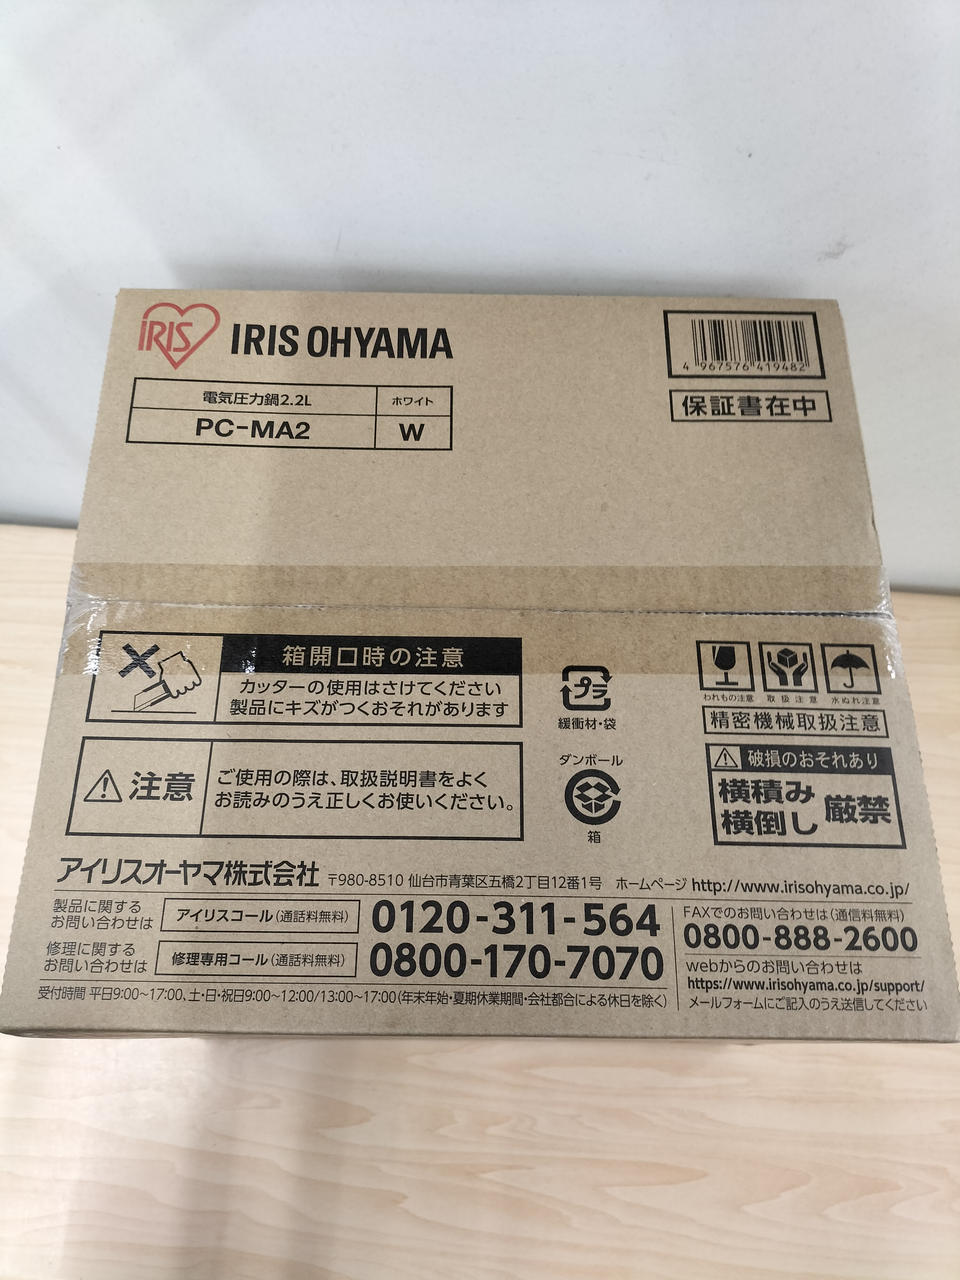 IRIS
IRIS OHYAMA
4 967576 419482
電気圧力鍋2.2L
ホワイト
PC-MA2
W
保証書在中
箱開口時の注意
カッターの使用はさけてください
製品にキズがつくおそれがあります
注意
ご使用の際は、取扱説明書をよく
お読みのうえ正しくお使いください。
プラ
緩衝材・袋
ダンボール
箱
われもの注意
取扱注意
水ぬれ注意
精密機械取扱注意
破損のおそれあり
横積み
横倒し
厳禁
アイリスオーヤマ株式会社 〒980-8510 仙台市青葉区五橋2丁目12番1号 ホームページ http://www.irisohyama.co.jp/
製品に関する
お問い合わせは
アイリスコール(通話料無料)
0120-311-564
修理に関する
お問い合わせは
修理専用コール(通話料無料)
0800-170-7070
受付時間 平日9:00~17:00、土・日・祝日9:00~12:00/13:00~17:00(年末年始・夏期休業期間・会社都合による休日を除く)
FAXでのお問い合わせは(通信料無料)
0800-888-2600
webからのお問い合わせは
https://www.irisohyama.co.jp/support/
メールフォームにご記入のうえ送信してください